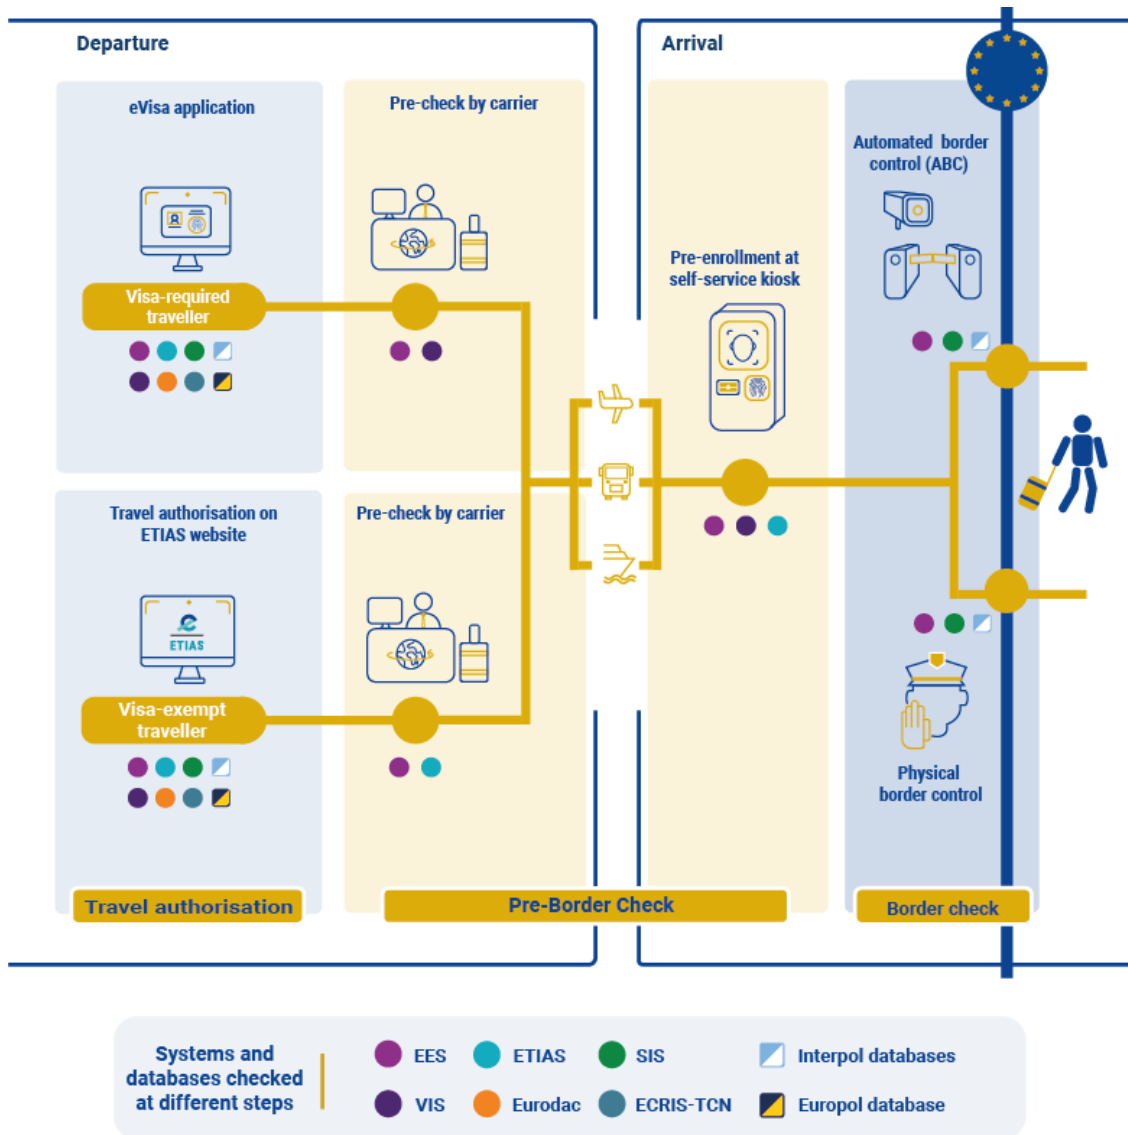 Departure
Arrival
eVisa application
Pre-check by carrier
Automated border
control (ABC)
Visa-required
traveller
Pre-enrollment at
self-service kiosk
Travel authorisation on
ETIAS website
Pre-check by carrier
ETIAS
Visa-exempt
traveller
Physical
border control
Travel authorisation
Pre-Border Check
Border check
Systems and
databases checked
at different steps
EES
ETIAS
SIS
Interpol databases
VIS
Eurodac
ECRIS-TCN
Europol database